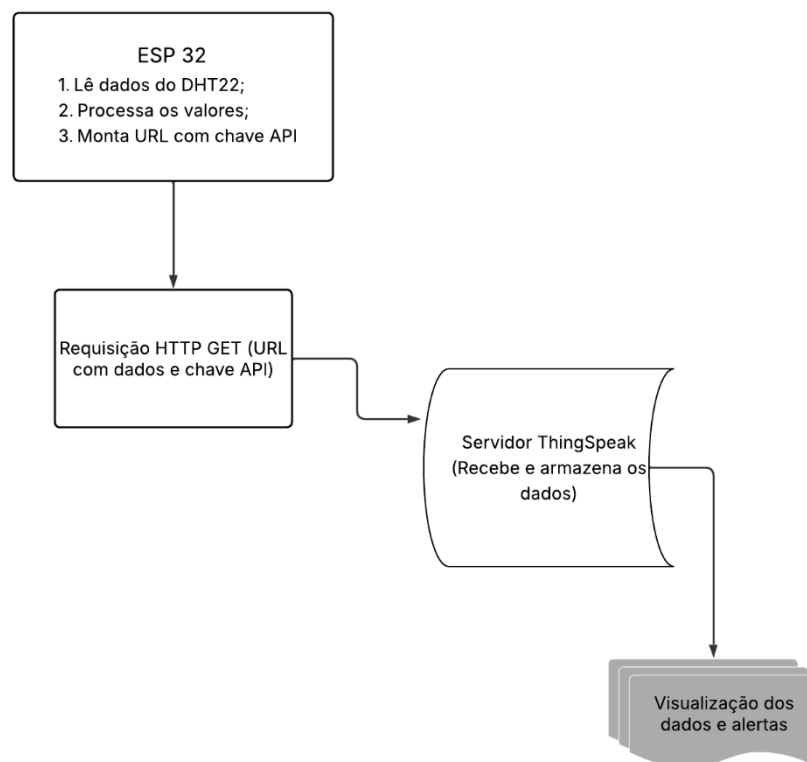 ESP 32
1. Lê dados do DHT22;
2. Processa os valores;
3. Monta URL com chave API
Requisição HTTP GET (URL
com dados e chave API)
Servidor ThingSpeak
(Recebe e armazena os
dados)
Visualização dos
dados e alertas